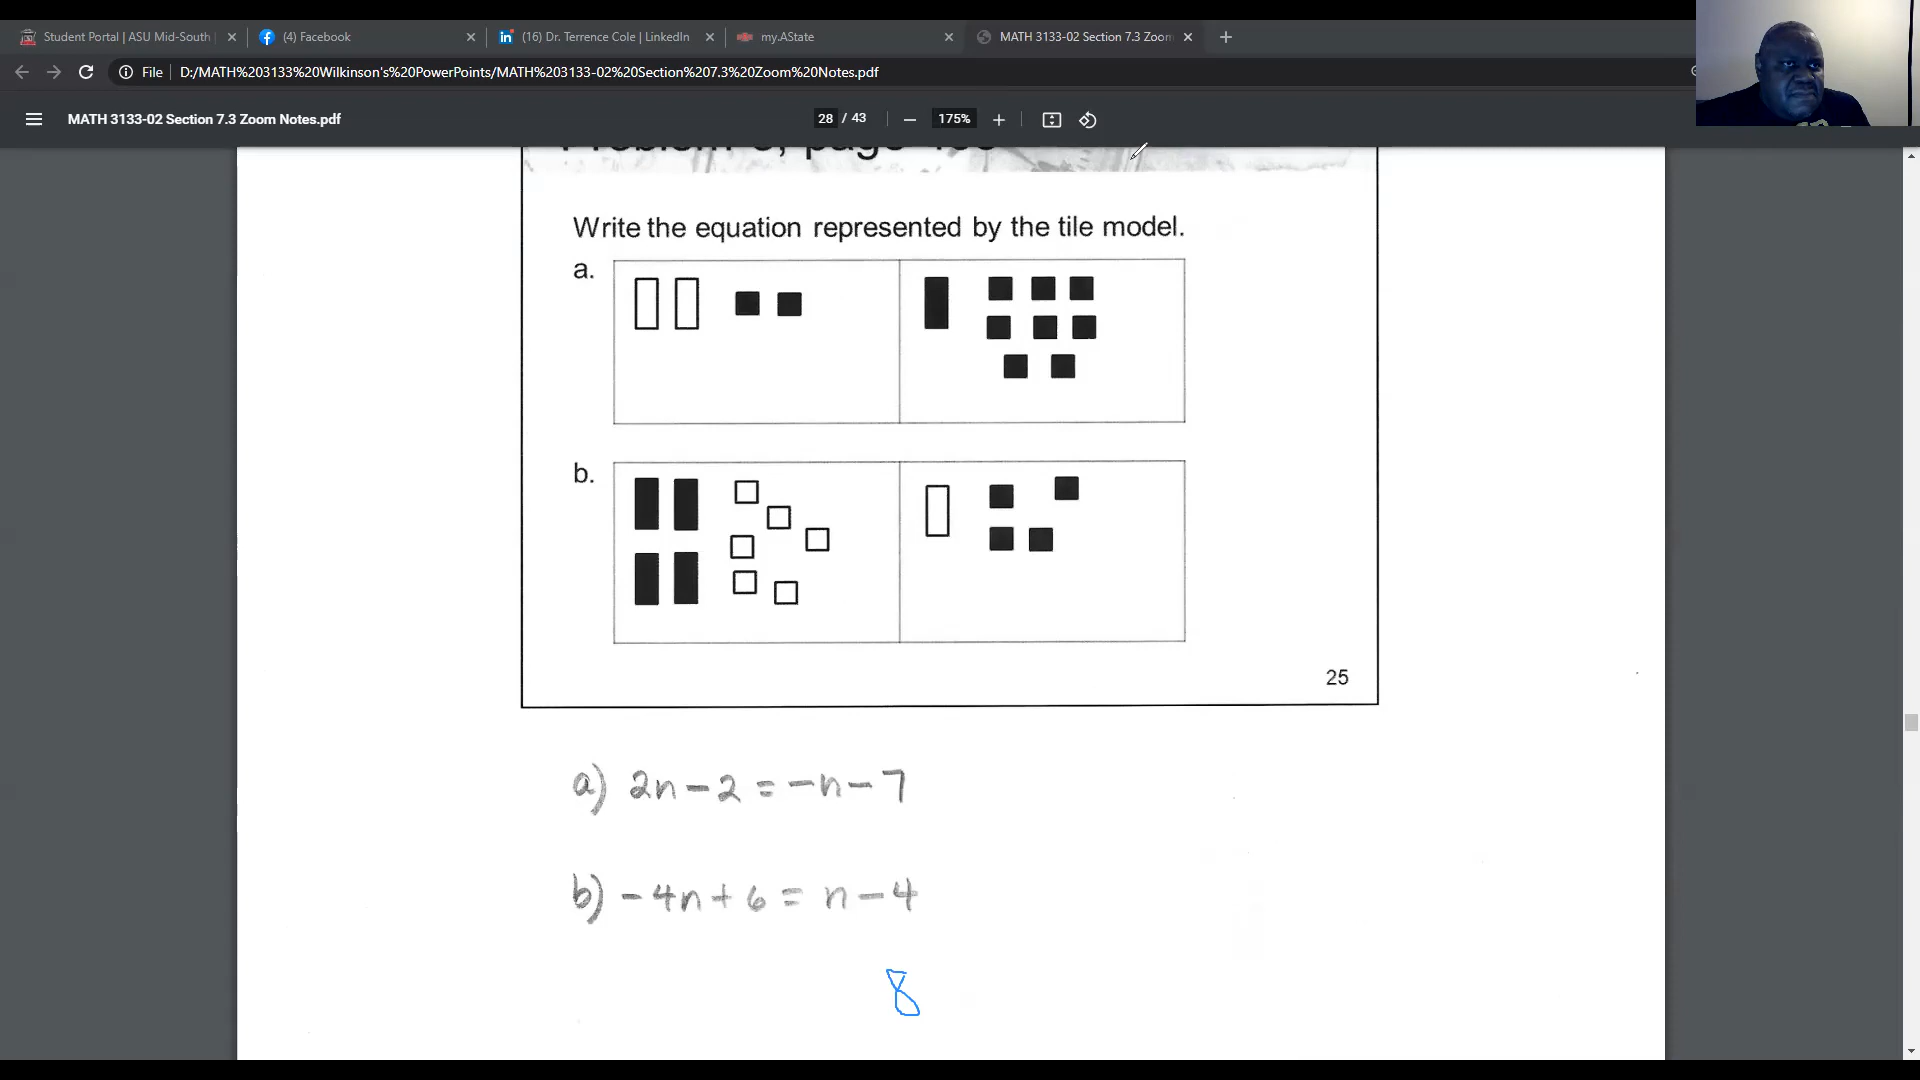 Student Portal | ASU Mid-South
(4) Facebook
(16) Dr. Terrence Cole | LinkedIn
my.AState
MATH 3133-02 Section 7.3 Zoom
File
D:/MATH%203133%20Wilkinson's%20PowerPoints/MATH%203133-02%20Section%207.3%20Zoom%20Notes.pdf
MATH 3133-02 Section 7.3 Zoom Notes.pdf
28 / 43
175%
Write the equation represented by the tile model.
a.
b.
25
a) 2n - 2 = -n - 7
b) -4n + 6 = n - 4
8